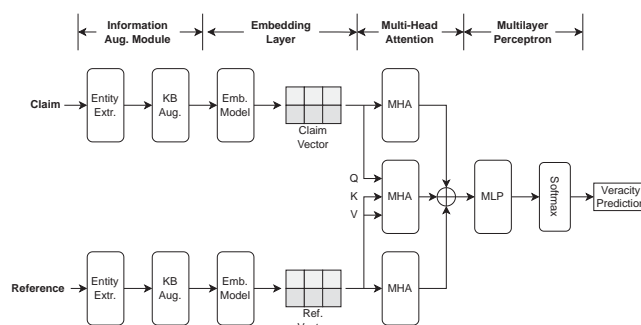 Information
Aug. Module
Embedding
Layer
Multi-Head
Attention
Multilayer
Perceptron
Claim
Entity
Extr.
KB
Aug.
Emb.
Model
Claim
Vector
MHA
Q
K
V
MHA
MLP
Softmax
Veracity
Prediction
Reference
Entity
Extr.
KB
Aug.
Emb.
Model
Ref.
MHA